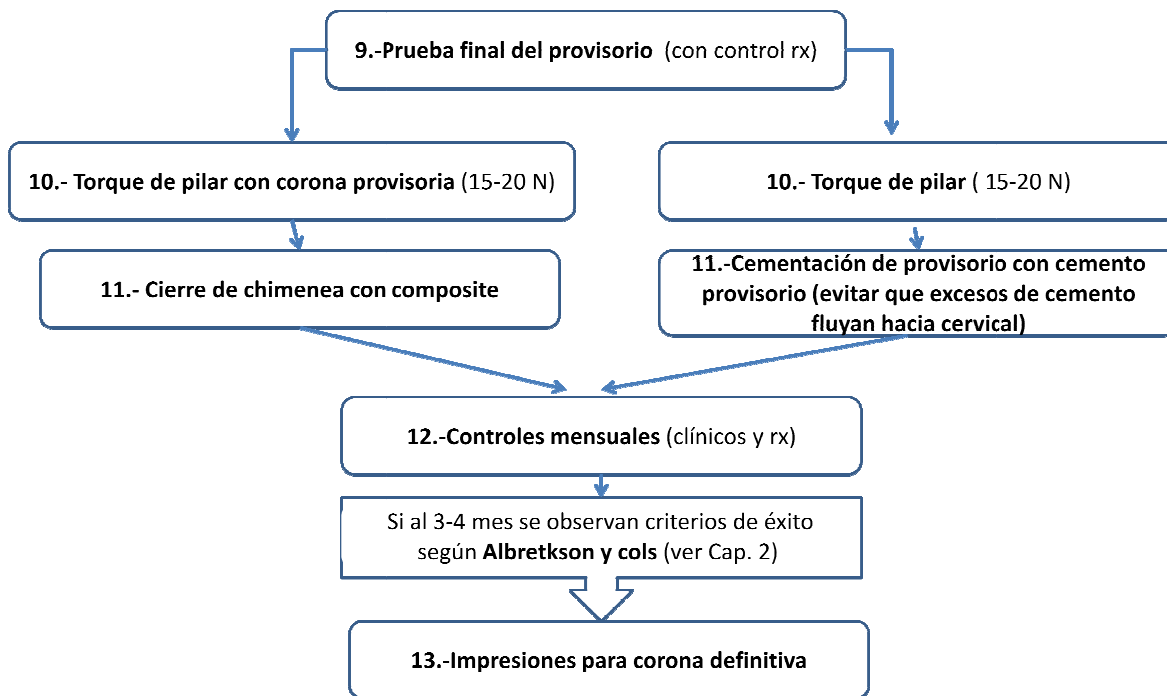 9.-Prueba final del provisorio (con control rx)
10.- Torque de pilar con corona provisoria (15-20 N)
10.- Torque de pilar ( 15-20 N)
11.- Cierre de chimenea con composite
11.-Cementación de provisorio con cemento
provisorio (evitar que excesos de cemento
fluyan hacia cervical)
12.-Controles mensuales (clínicos y rx)
Si al 3-4 mes se observan criterios de éxito
según Albretkson y cols (ver Cap. 2)
13.-Impresiones para corona definitiva